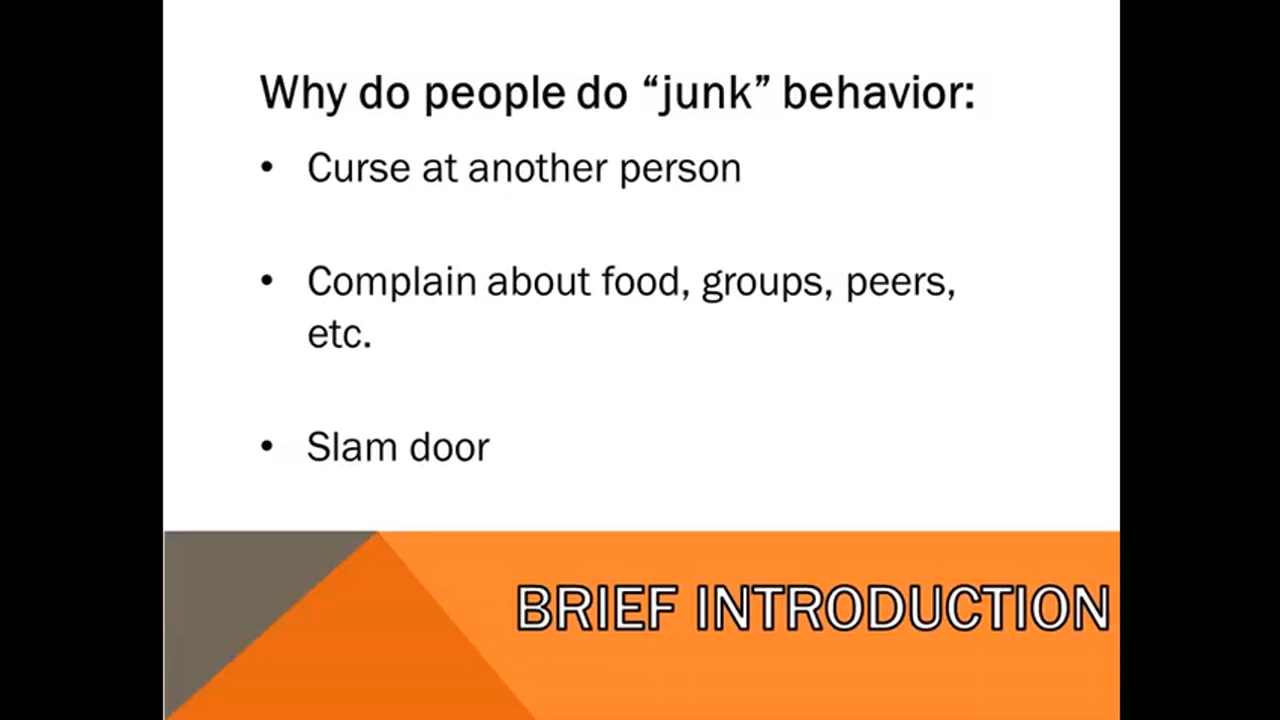 Why do people do “junk” behavior:
• Curse at another person
• Complain about food, groups, peers,
etc.
• Slam door
BRIEF INTRODUCTION